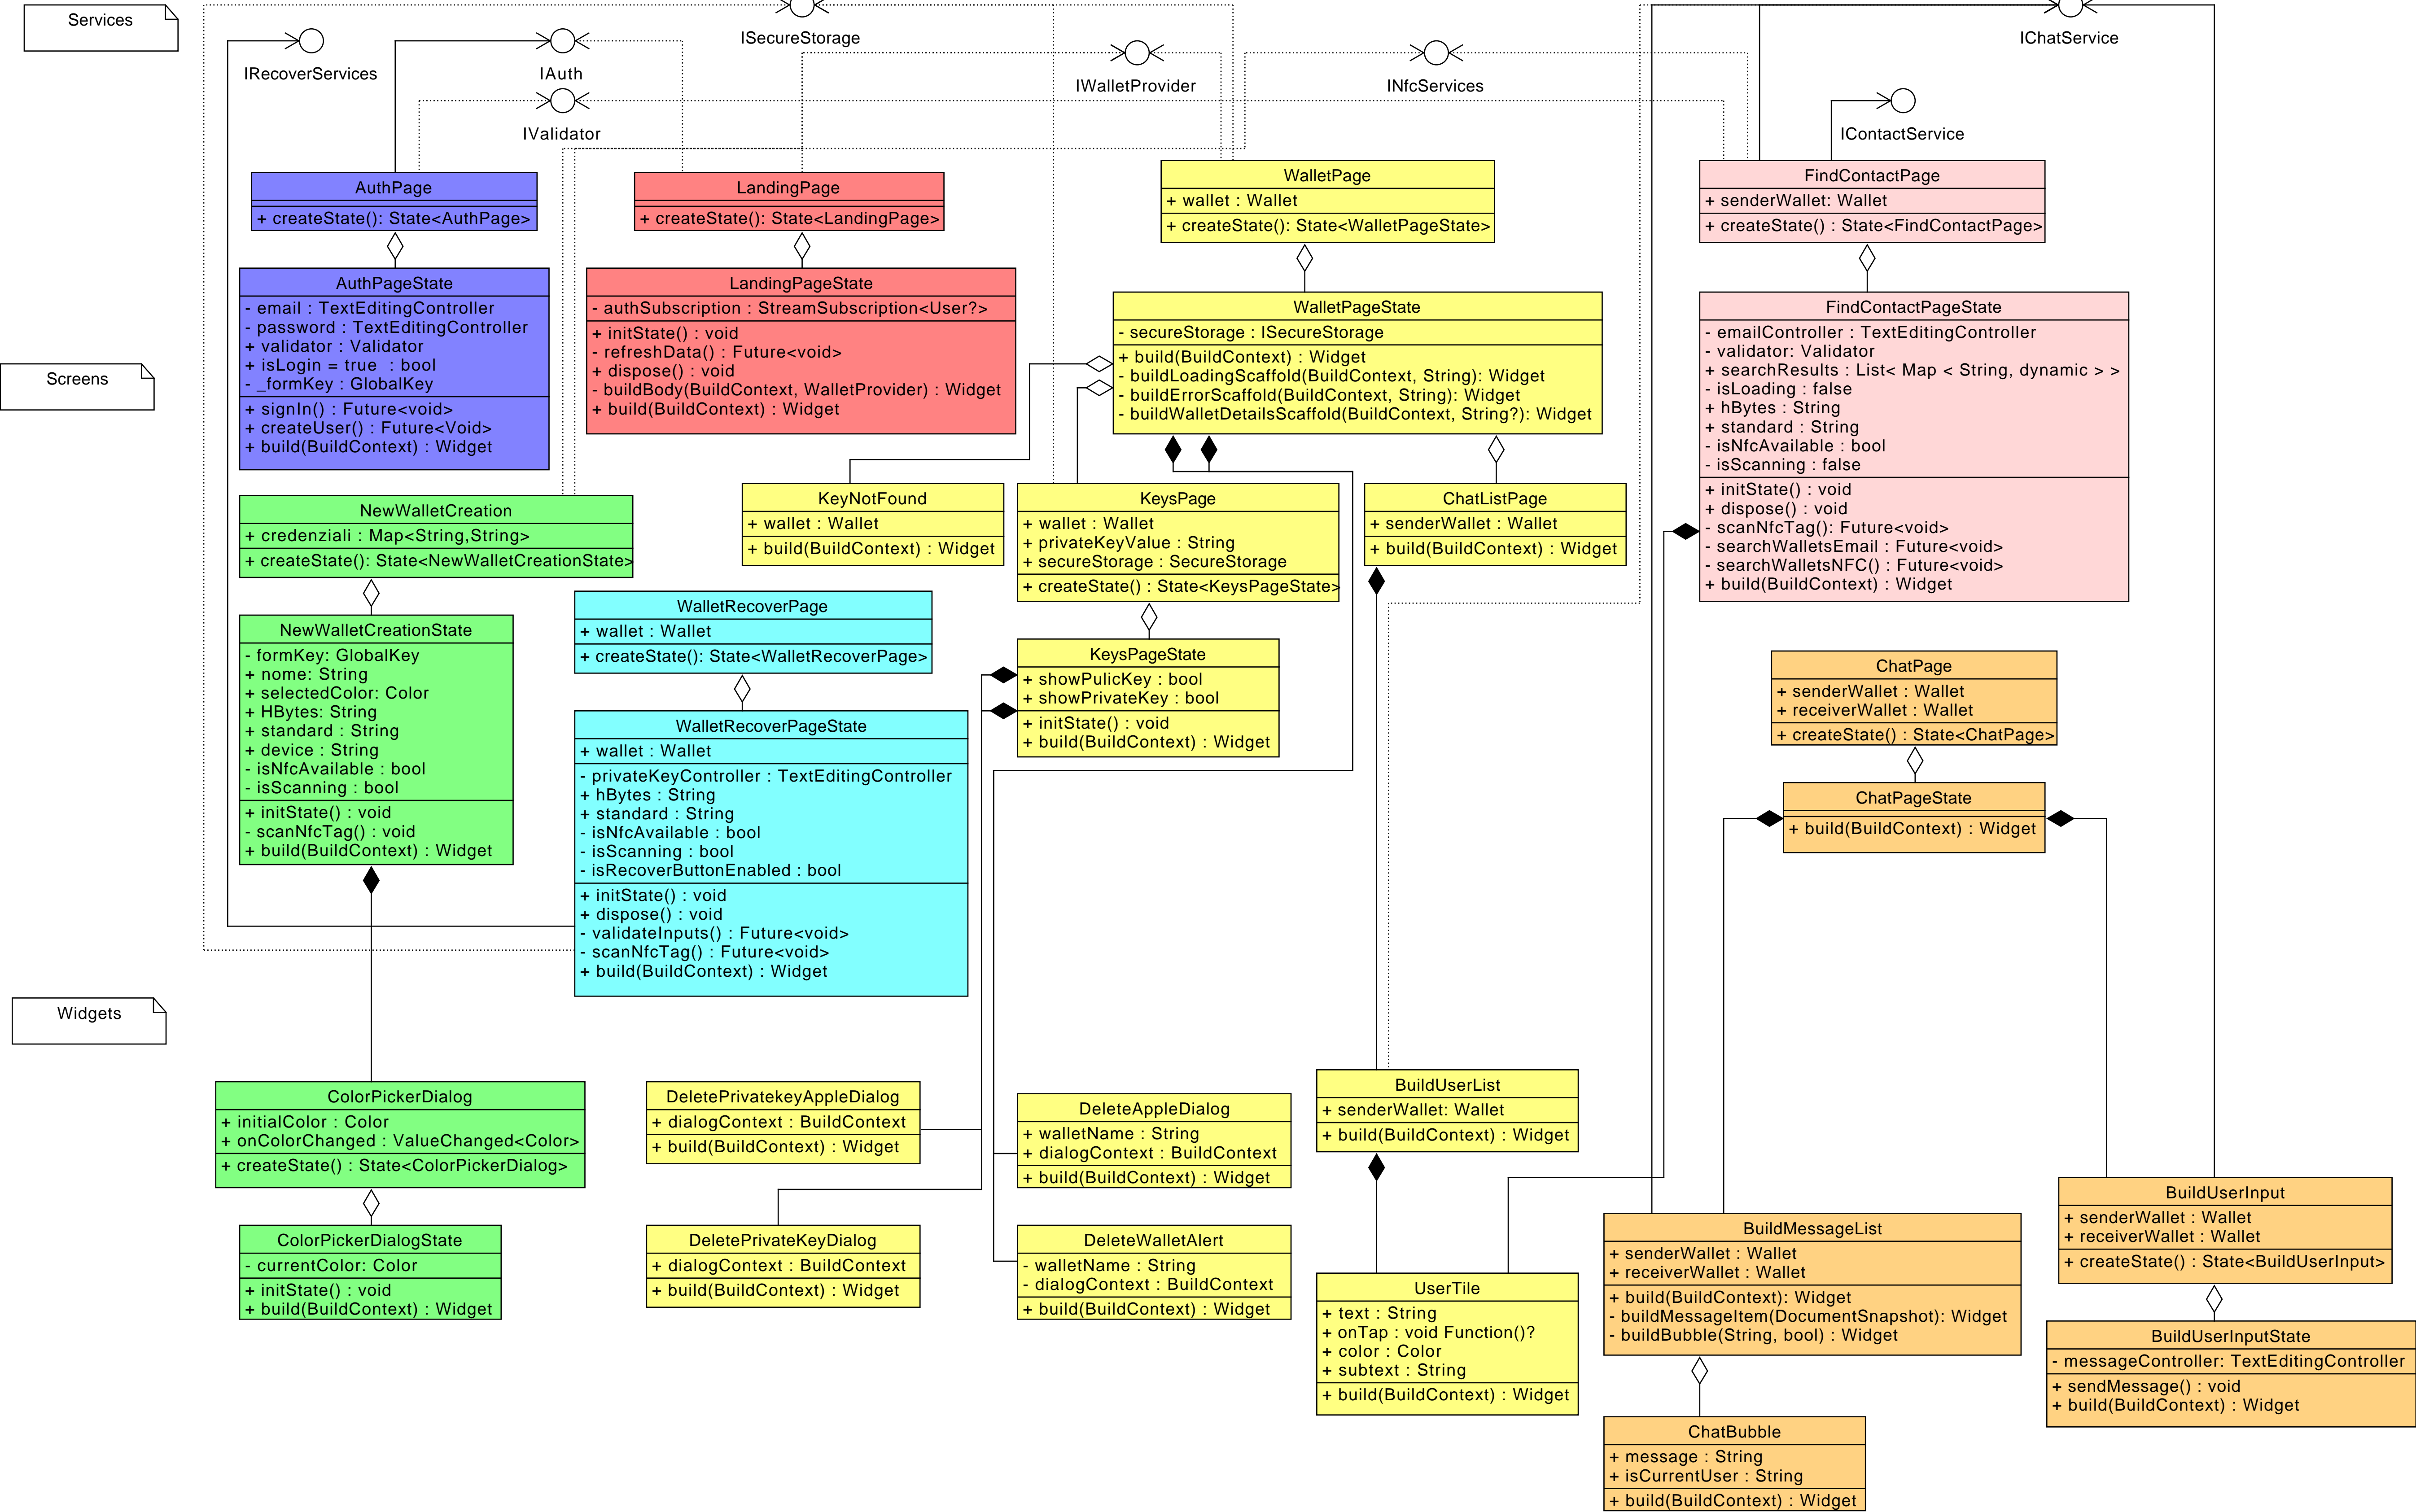 Services
ISecureStorage
IChatService
IRecoverServices
IAuth
IWalletProvider
INfcServices
IValidator
IContactService
AuthPage
+ createState(): State<AuthPage>
LandingPage
+ createState(): State<LandingPage>
WalletPage
+ wallet : Wallet
+ createState(): State<WalletPageState>
FindContactPage
+ senderWallet: Wallet
+ createState() : State<FindContactPage>
AuthPageState
- email : TextEditingController
- password : TextEditingController
+ validator : Validator
+ isLogin = true : bool
- _formKey : GlobalKey
+ signIn() : Future<void>
+ createUser() : Future<Void>
+ build(BuildContext) : Widget
LandingPageState
- authSubscription : StreamSubscription<User?>
+ initState() : void
- refreshData() : Future<void>
+ dispose() : void
- buildBody(BuildContext, WalletProvider) : Widget
+ build(BuildContext) : Widget
WalletPageState
- secureStorage : ISecureStorage
+ build(BuildContext) : Widget
- buildLoadingScaffold(BuildContext, String): Widget
- buildErrorScaffold(BuildContext, String): Widget
- buildWalletDetailsScaffold(BuildContext, String?): Widget
FindContactPageState
- emailController : TextEditingController
- validator: Validator
+ searchResults : List< Map < String, dynamic > >
- isLoading : false
+ hBytes : String
+ standard : String
- isNfcAvailable : bool
- isScanning : false
+ initState() : void
+ dispose() : void
- scanNfcTag(): Future<void>
- searchWalletsEmail : Future<void>
- searchWalletsNFC() : Future<void>
+ build(BuildContext) : Widget
Screens
NewWalletCreation
+ credenziali : Map<String,String>
+ createState(): State<NewWalletCreationState>
KeyNotFound
+ wallet : Wallet
+ build(BuildContext) : Widget
KeysPage
+ wallet : Wallet
+ privateKeyValue : String
+ secureStorage : SecureStorage
+ createState() : State<KeysPageState>
ChatListPage
+ senderWallet : Wallet
+ build(BuildContext) : Widget
NewWalletCreationState
- formKey: GlobalKey
+ nome: String
+ selectedColor: Color
+ HBytes: String
+ standard : String
+ device : String
- isNfcAvailable : bool
- isScanning : bool
+ initState() : void
- scanNfcTag() : void
+ build(BuildContext) : Widget
WalletRecoverPage
+ wallet : Wallet
+ createState(): State<WalletRecoverPage>
KeysPageState
+ showPulicKey : bool
+ showPrivateKey : bool
+ initState() : void
+ build(BuildContext) : Widget
ChatPage
+ senderWallet : Wallet
+ receiverWallet : Wallet
+ createState() : State<ChatPage>
WalletRecoverPageState
+ wallet : Wallet
- privateKeyController : TextEditingController
+ hBytes : String
+ standard : String
- isNfcAvailable : bool
- isScanning : bool
- isRecoverButtonEnabled : bool
+ initState() : void
+ dispose() : void
- validateInputs() : Future<void>
- scanNfcTag() : Future<void>
+ build(BuildContext) : Widget
ChatPageState
+ build(BuildContext) : Widget
Widgets
ColorPickerDialog
+ initialColor : Color
+ onColorChanged : ValueChanged<Color>
+ createState() : State<ColorPickerDialog>
DeletePrivatekeyAppleDialog
+ dialogContext : BuildContext
+ build(BuildContext) : Widget
DeleteAppleDialog
+ walletName : String
+ dialogContext : BuildContext
+ build(BuildContext) : Widget
BuildUserList
+ senderWallet: Wallet
+ build(BuildContext) : Widget
BuildUserInput
+ senderWallet : Wallet
+ receiverWallet : Wallet
+ createState() : State<BuildUserInput>
BuildMessageList
+ senderWallet : Wallet
+ receiverWallet : Wallet
+ build(BuildContext): Widget
- buildMessageItem(DocumentSnapshot): Widget
- buildBubble(String, bool) : Widget
ColorPickerDialogState
- currentColor: Color
+ initState() : void
+ build(BuildContext) : Widget
DeletePrivateKeyDialog
+ dialogContext : BuildContext
+ build(BuildContext) : Widget
DeleteWalletAlert
- walletName : String
- dialogContext : BuildContext
+ build(BuildContext) : Widget
UserTile
+ text : String
+ onTap : void Function()?
+ color : Color
+ subtext : String
+ build(BuildContext) : Widget
BuildUserInputState
- messageController: TextEditingController
+ sendMessage() : void
+ build(BuildContext) : Widget
ChatBubble
+ message : String
+ isCurrentUser : String
+ build(BuildContext) : Widget